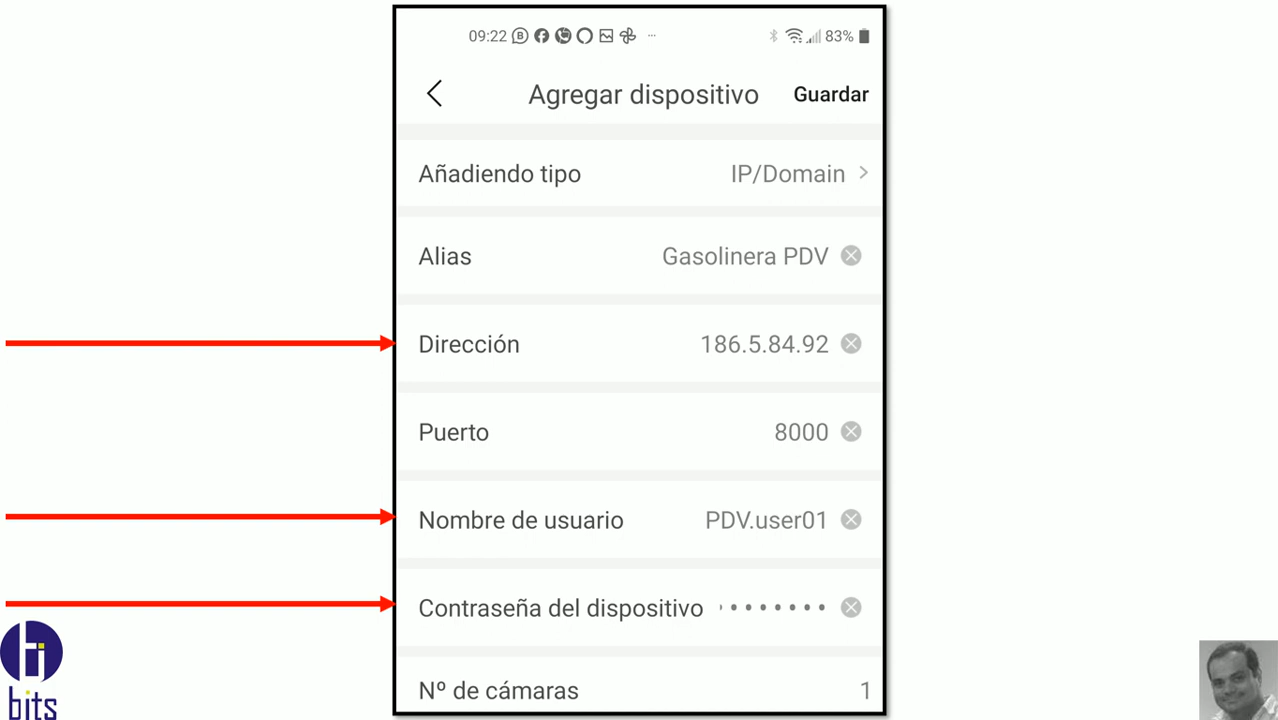 09:22 83%
Agregar dispositivo Guardar
Añadiendo tipo IP/Domain
Alias Gasolinera PDV
Dirección 186.5.84.92
Puerto 8000
Nombre de usuario PDV.user01
Contraseña del dispositivo
Nº de cámaras 1
bits